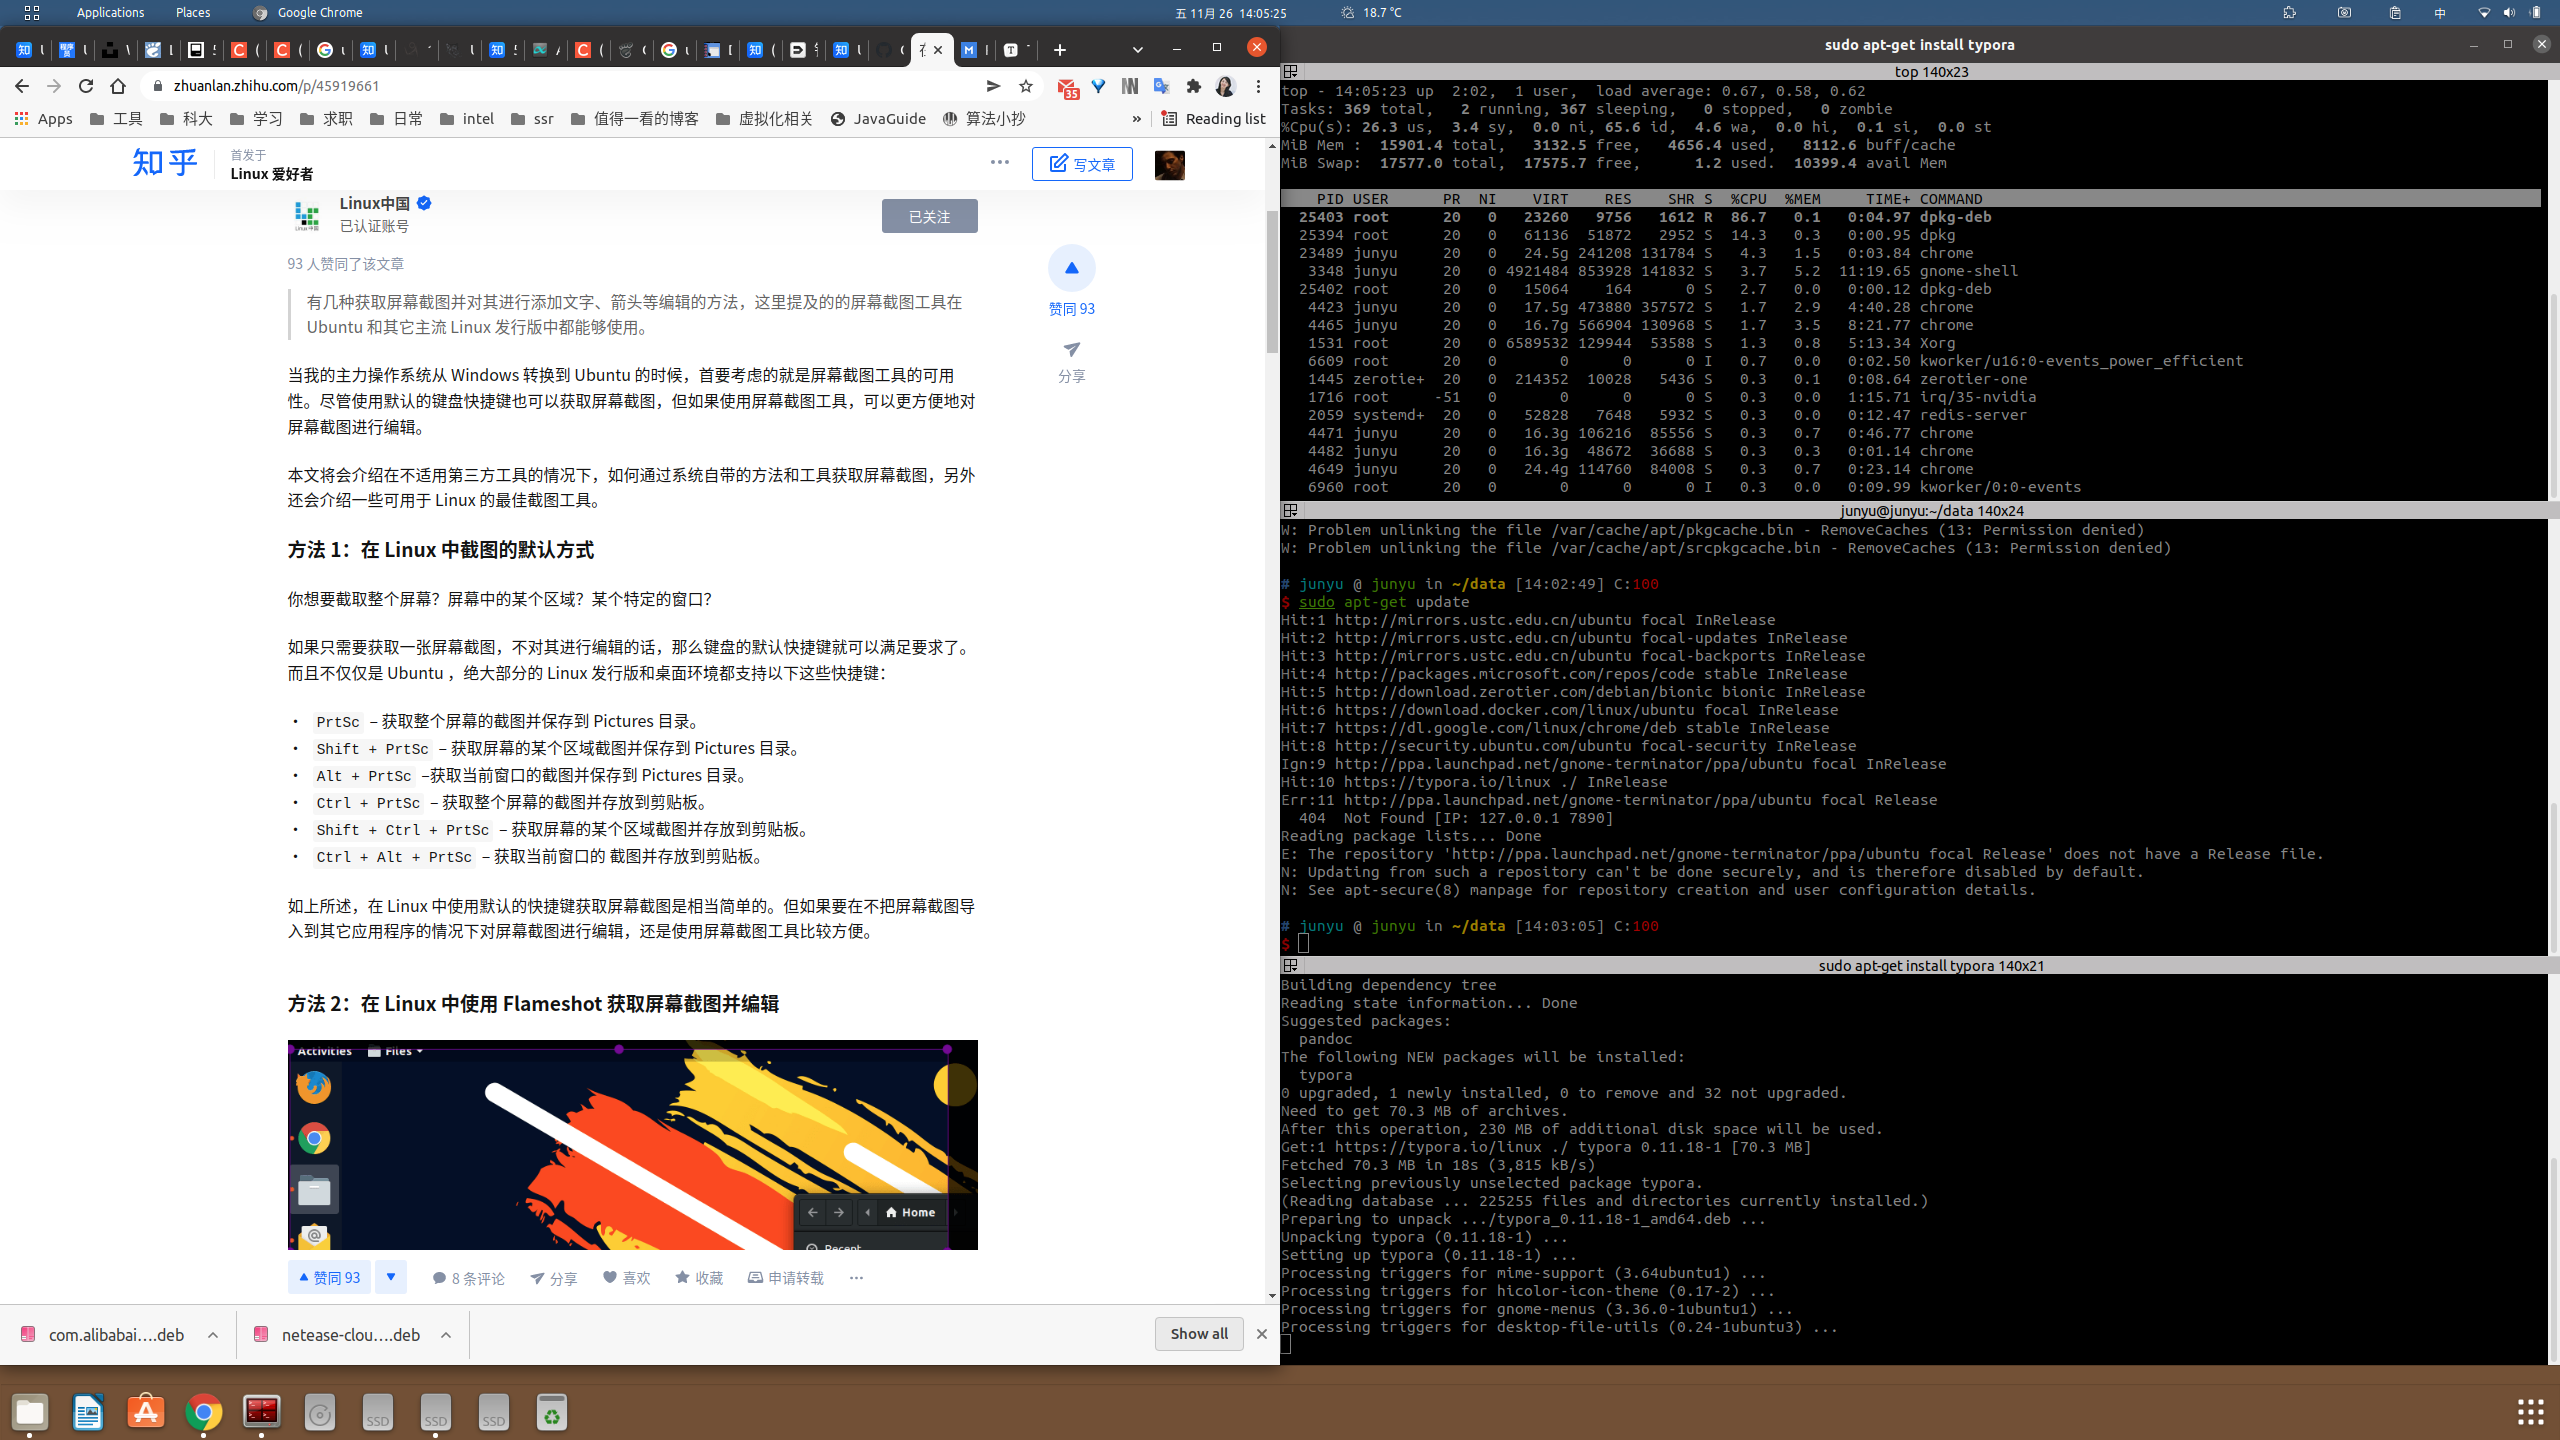 Applications Places Google Chrome 五 11月 26 14:05:25 18.7 °C 中
zhuanlan.zhihu.com/p/45919661
35
Apps 工具 科大 学习 求职 日常 intel ssr 值得一看的博客 虚拟化相关 JavaGuide 算法小抄 » Reading list
知乎 首发于
Linux 爱好者
写文章
Linux中国
已认证账号
已关注
93 人赞同了该文章
有几种获取屏幕截图并对其进行添加文字、箭头等编辑的方法，这里提及的的屏幕截图工具在
Ubuntu 和其它主流 Linux 发行版中都能够使用。
赞同 93
分享
当我的主力操作系统从 Windows 转换到 Ubuntu 的时候，首要考虑的就是屏幕截图工具的可用
性。尽管使用默认的键盘快捷键也可以获取屏幕截图，但如果使用屏幕截图工具，可以更方便地对
屏幕截图进行编辑。
本文将会介绍在不适用第三方工具的情况下，如何通过系统自带的方法和工具获取屏幕截图，另外
还会介绍一些可用于 Linux 的最佳截图工具。
方法 1：在 Linux 中截图的默认方式
你想要截取整个屏幕？屏幕中的某个区域？某个特定的窗口？
如果只需要获取一张屏幕截图，不对其进行编辑的话，那么键盘的默认快捷键就可以满足要求了。
而且不仅仅是 Ubuntu ，绝大部分的 Linux 发行版和桌面环境都支持以下这些快捷键：
• PrtSc – 获取整个屏幕的截图并保存到 Pictures 目录。
• Shift + PrtSc – 获取屏幕的某个区域截图并保存到 Pictures 目录。
• Alt + PrtSc –获取当前窗口的截图并保存到 Pictures 目录。
• Ctrl + PrtSc – 获取整个屏幕的截图并存放到剪贴板。
• Shift + Ctrl + PrtSc – 获取屏幕的某个区域截图并存放到剪贴板。
• Ctrl + Alt + PrtSc – 获取当前窗口的 截图并存放到剪贴板。
如上所述，在 Linux 中使用默认的快捷键获取屏幕截图是相当简单的。但如果要在不把屏幕截图导
入到其它应用程序的情况下对屏幕截图进行编辑，还是使用屏幕截图工具比较方便。
方法 2：在 Linux 中使用 Flameshot 获取屏幕截图并编辑
Activities Files
Home
Recent
赞同 93 8 条评论 分享 喜欢 收藏 申请转载
com.alibabai....deb netease-clou....deb Show all
sudo apt-get install typora
top 140x23
top - 14:05:23 up  2:02,  1 user,  load average: 0.67, 0.58, 0.62
Tasks: 369 total,   2 running, 367 sleeping,   0 stopped,   0 zombie
%Cpu(s): 26.3 us,  3.4 sy,  0.0 ni, 65.6 id,  4.6 wa,  0.0 hi,  0.1 si,  0.0 st
MiB Mem :  15901.4 total,   3132.5 free,   4656.4 used,   8112.6 buff/cache
MiB Swap:  17577.0 total,  17575.7 free,      1.2 used.  10399.4 avail Mem
PID USER PR NI VIRT RES SHR S %CPU %MEM TIME+ COMMAND
25403 root 20 0 23260 9756 1612 R 86.7 0.1 0:04.97 dpkg-deb
25394 root 20 0 61136 51872 2952 S 14.3 0.3 0:00.95 dpkg
23489 junyu 20 0 24.5g 241208 131784 S 4.3 1.5 0:03.84 chrome
3348 junyu 20 0 4921484 853928 141832 S 3.7 5.2 11:19.65 gnome-shell
25402 root 20 0 15064 164 0 S 2.7 0.0 0:00.12 dpkg-deb
4423 junyu 20 0 17.5g 473880 357572 S 1.7 2.9 4:40.28 chrome
4465 junyu 20 0 16.7g 566904 130968 S 1.7 3.5 8:21.77 chrome
1531 root 20 0 6589532 129944 53588 S 1.3 0.8 5:13.34 Xorg
6609 root 20 0 0 0 0 I 0.7 0.0 0:02.50 kworker/u16:0-events_power_efficient
1445 zerotie+ 20 0 214352 10028 5436 S 0.3 0.1 0:08.64 zerotier-one
1716 root -51 0 0 0 0 S 0.3 0.0 1:15.71 irq/35-nvidia
2059 systemd+ 20 0 52828 7648 5932 S 0.3 0.0 0:12.47 redis-server
4471 junyu 20 0 16.3g 106216 85556 S 0.3 0.7 0:46.77 chrome
4482 junyu 20 0 16.3g 48672 36688 S 0.3 0.3 0:01.14 chrome
4649 junyu 20 0 24.4g 114760 84008 S 0.3 0.7 0:23.14 chrome
6960 root 20 0 0 0 0 I 0.3 0.0 0:09.99 kworker/0:0-events
junyu@junyu:~/data 140x24
W: Problem unlinking the file /var/cache/apt/pkgcache.bin - RemoveCaches (13: Permission denied)
W: Problem unlinking the file /var/cache/apt/srcpkgcache.bin - RemoveCaches (13: Permission denied)
# junyu @ junyu in ~/data [14:02:49] C:100
$ sudo apt-get update
Hit:1 http://mirrors.ustc.edu.cn/ubuntu focal InRelease
Hit:2 http://mirrors.ustc.edu.cn/ubuntu focal-updates InRelease
Hit:3 http://mirrors.ustc.edu.cn/ubuntu focal-backports InRelease
Hit:4 http://packages.microsoft.com/repos/code stable InRelease
Hit:5 http://download.zerotier.com/debian/bionic bionic InRelease
Hit:6 https://download.docker.com/linux/ubuntu focal InRelease
Hit:7 https://dl.google.com/linux/chrome/deb stable InRelease
Hit:8 http://security.ubuntu.com/ubuntu focal-security InRelease
Ign:9 http://ppa.launchpad.net/gnome-terminator/ppa/ubuntu focal InRelease
Hit:10 https://typora.io/linux ./ InRelease
Err:11 http://ppa.launchpad.net/gnome-terminator/ppa/ubuntu focal Release
404  Not Found [IP: 127.0.0.1 7890]
Reading package lists... Done
E: The repository 'http://ppa.launchpad.net/gnome-terminator/ppa/ubuntu focal Release' does not have a Release file.
N: Updating from such a repository can't be done securely, and is therefore disabled by default.
N: See apt-secure(8) manpage for repository creation and user configuration details.
# junyu @ junyu in ~/data [14:03:05] C:100
$
sudo apt-get install typora 140x21
Building dependency tree
Reading state information... Done
Suggested packages:
pandoc
The following NEW packages will be installed:
typora
0 upgraded, 1 newly installed, 0 to remove and 32 not upgraded.
Need to get 70.3 MB of archives.
After this operation, 230 MB of additional disk space will be used.
Get:1 https://typora.io/linux ./ typora 0.11.18-1 [70.3 MB]
Fetched 70.3 MB in 18s (3,815 kB/s)
Selecting previously unselected package typora.
(Reading database ... 225255 files and directories currently installed.)
Preparing to unpack .../typora_0.11.18-1_amd64.deb ...
Unpacking typora (0.11.18-1) ...
Setting up typora (0.11.18-1) ...
Processing triggers for mime-support (3.64ubuntu1) ...
Processing triggers for hicolor-icon-theme (0.17-2) ...
Processing triggers for gnome-menus (3.36.0-1ubuntu1) ...
Processing triggers for desktop-file-utils (0.24-1ubuntu3) ...
SSD SSD SSD